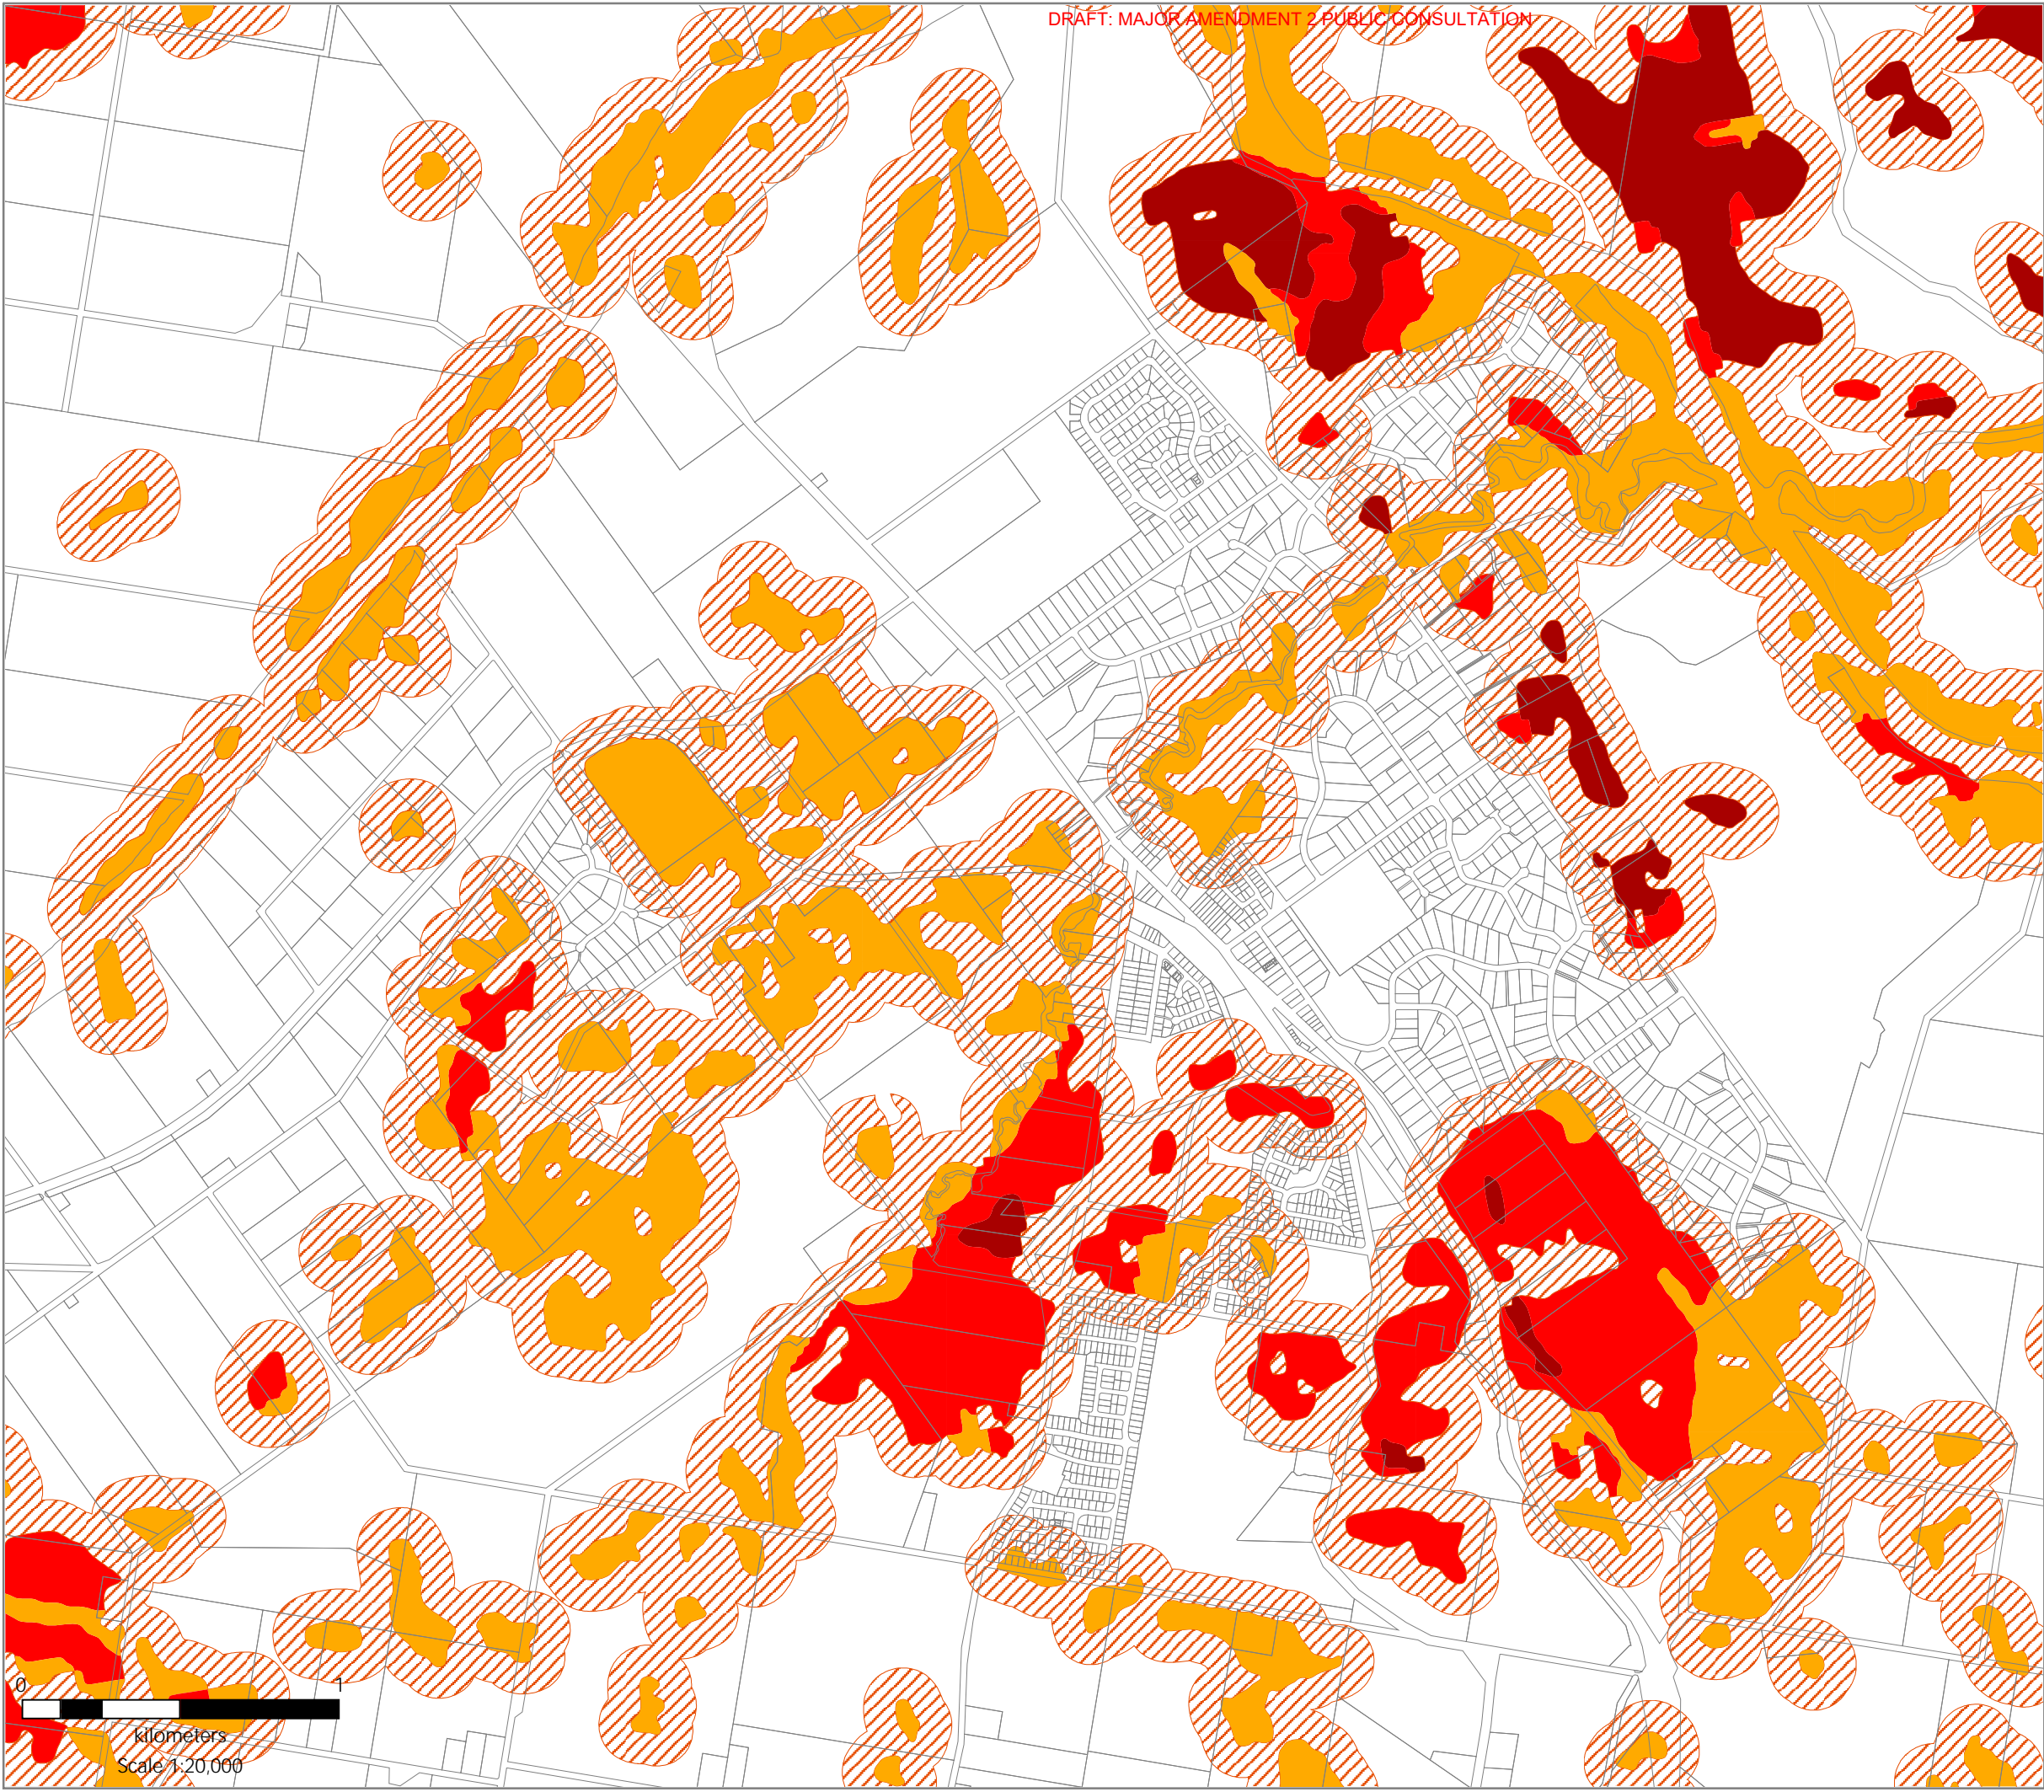 DRAFT: MAJOR AMENDMENT 2 PUBLIC CONSULTATION
0 1
kilometers
Scale 1:20,000